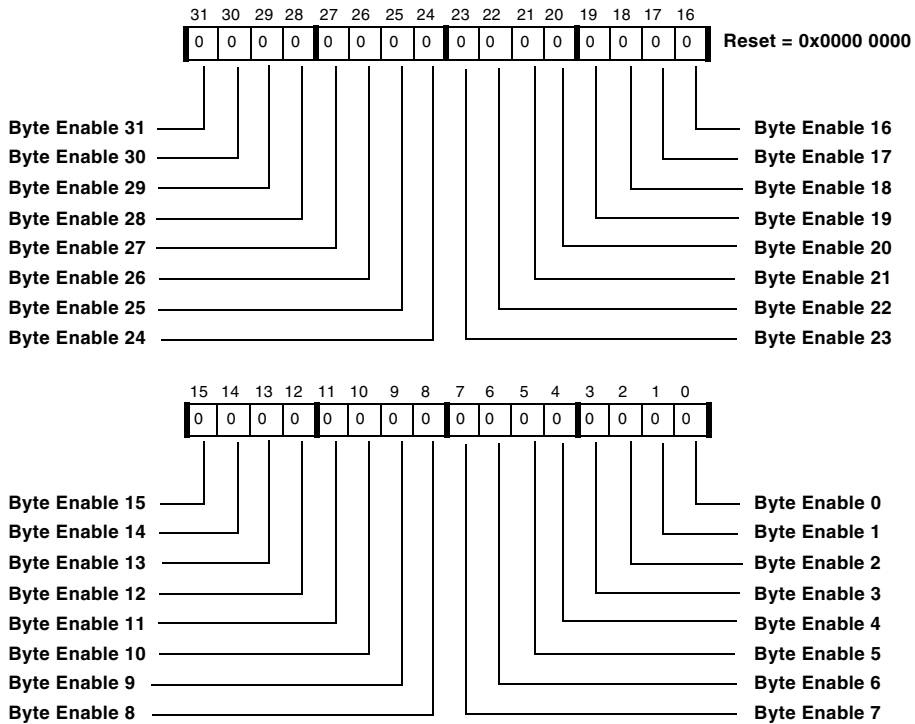 31 30 29 28 27 26 25 24 23 22 21 20 19 18 17 16
0 0 0 0 0 0 0 0 0 0 0 0 0 0 0 0 Reset = 0x0000 0000
Byte Enable 31 Byte Enable 16
Byte Enable 30 Byte Enable 17
Byte Enable 29 Byte Enable 18
Byte Enable 28 Byte Enable 19
Byte Enable 27 Byte Enable 20
Byte Enable 26 Byte Enable 21
Byte Enable 25 Byte Enable 22
Byte Enable 24 Byte Enable 23
15 14 13 12 11 10 9 8 7 6 5 4 3 2 1 0
0 0 0 0 0 0 0 0 0 0 0 0 0 0 0 0
Byte Enable 15 Byte Enable 0
Byte Enable 14 Byte Enable 1
Byte Enable 13 Byte Enable 2
Byte Enable 12 Byte Enable 3
Byte Enable 11 Byte Enable 4
Byte Enable 10 Byte Enable 5
Byte Enable 9 Byte Enable 6
Byte Enable 8 Byte Enable 7